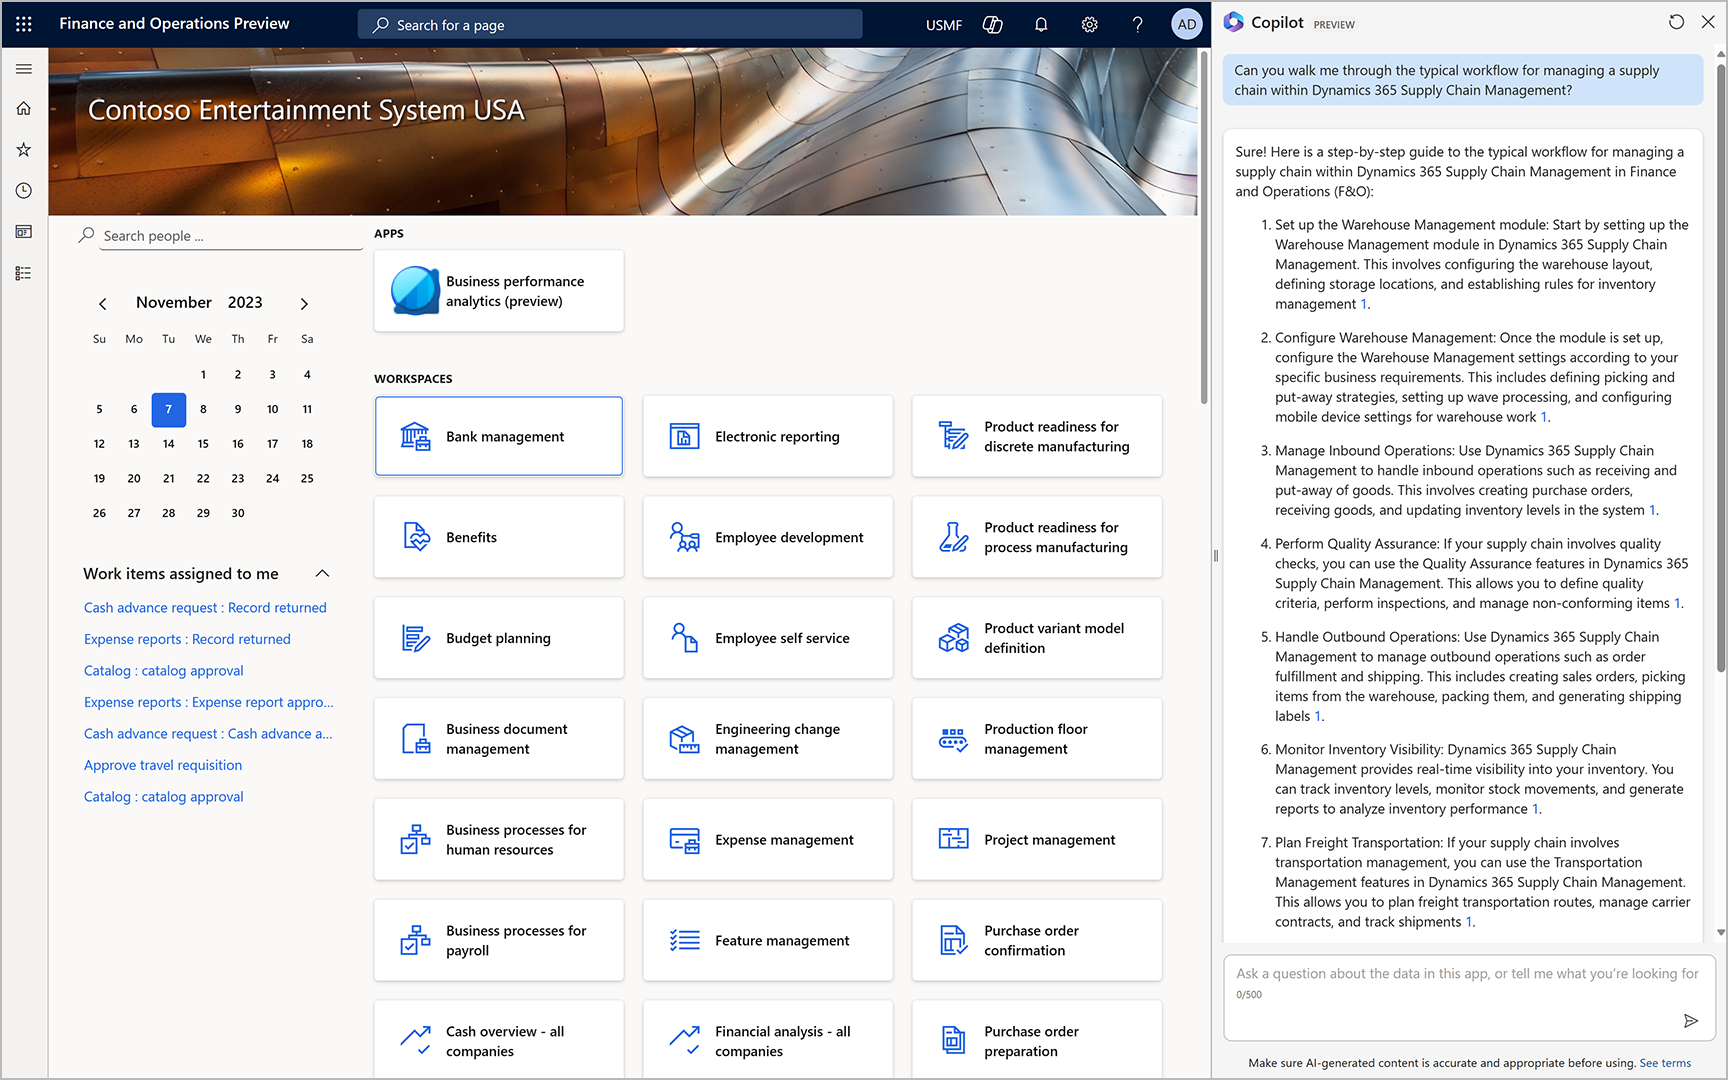 Finance and Operations Preview
Search for a page
USMF
?
AD
Contoso Entertainment System USA
Search people ...
November 2023
Su Mo Tu We Th Fr Sa
1 2 3 4
5 6 7 8 9 10 11
12 13 14 15 16 17 18
19 20 21 22 23 24 25
26 27 28 29 30
Work items assigned to me
Cash advance request : Record returned
Expense reports : Record returned
Catalog : catalog approval
Expense reports : Expense report appro...
Cash advance request : Cash advance a...
Approve travel requisition
Catalog : catalog approval
APPS
Business performance
analytics (preview)
WORKSPACES
Bank management
Electronic reporting
Product readiness for
discrete manufacturing
Benefits
Employee development
Product readiness for
process manufacturing
Budget planning
Employee self service
Product variant model
definition
Business document
management
Engineering change
management
Production floor
management
Business processes for
human resources
Expense management
Project management
Business processes for
payroll
Feature management
Purchase order
confirmation
Cash overview - all
companies
Financial analysis - all
companies
Purchase order
preparation
Copilot PREVIEW
Can you walk me through the typical workflow for managing a supply
chain within Dynamics 365 Supply Chain Management?
Sure! Here is a step-by-step guide to the typical workflow for managing a
supply chain within Dynamics 365 Supply Chain Management in Finance
and Operations (F&O):
1. Set up the Warehouse Management module: Start by setting up the
Warehouse Management module in Dynamics 365 Supply Chain
Management. This involves configuring the warehouse layout,
defining storage locations, and establishing rules for inventory
management 1.
2. Configure Warehouse Management: Once the module is set up,
configure the Warehouse Management settings according to your
specific business requirements. This includes defining picking and
put-away strategies, setting up wave processing, and configuring
mobile device settings for warehouse work 1.
3. Manage Inbound Operations: Use Dynamics 365 Supply Chain
Management to handle inbound operations such as receiving and
put-away of goods. This involves creating purchase orders,
receiving goods, and updating inventory levels in the system 1.
4. Perform Quality Assurance: If your supply chain involves quality
checks, you can use the Quality Assurance features in Dynamics 365
Supply Chain Management. This allows you to define quality
criteria, perform inspections, and manage non-conforming items 1.
5. Handle Outbound Operations: Use Dynamics 365 Supply Chain
Management to manage outbound operations such as order
fulfillment and shipping. This includes creating sales orders, picking
items from the warehouse, packing them, and generating shipping
labels 1.
6. Monitor Inventory Visibility: Dynamics 365 Supply Chain
Management provides real-time visibility into your inventory. You
can track inventory levels, monitor stock movements, and generate
reports to analyze inventory performance 1.
7. Plan Freight Transportation: If your supply chain involves
transportation management, you can use the Transportation
Management features in Dynamics 365 Supply Chain Management.
This allows you to plan freight transportation routes, manage carrier
contracts, and track shipments 1.
Ask a question about the data in this app, or tell me what you're looking for
0/500
Make sure AI-generated content is accurate and appropriate before using. See terms